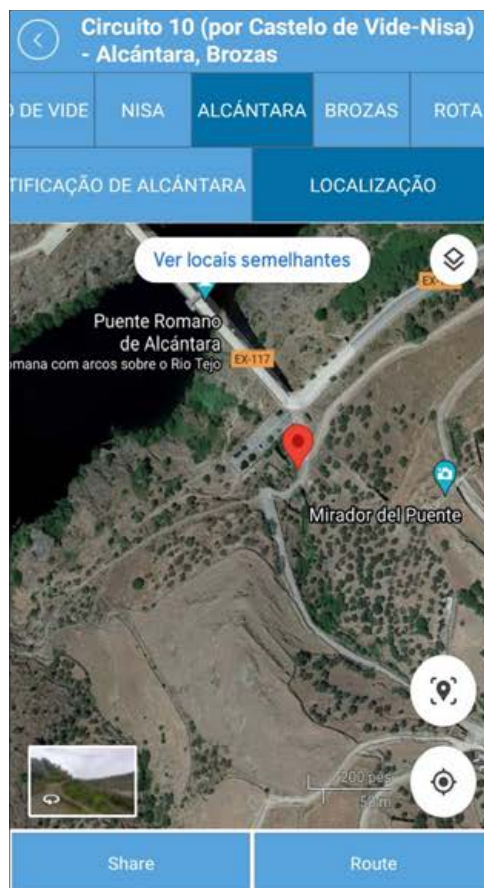 Circuito 10 (por Castelo de Vide-Nisa)
- Alcántara, Brozas
DE VIDE
NISA
ALCÁNTARA
BROZAS
ROTA
TIFICAÇÃO DE ALCÁNTARA
LOCALIZAÇÃO
Ver locais semelhantes
Puente Romano
de Alcántara
omana com arcos sobre o Rio Tejo
EX-117
Mirador del Puente
200 pés
50 m
Share
Route